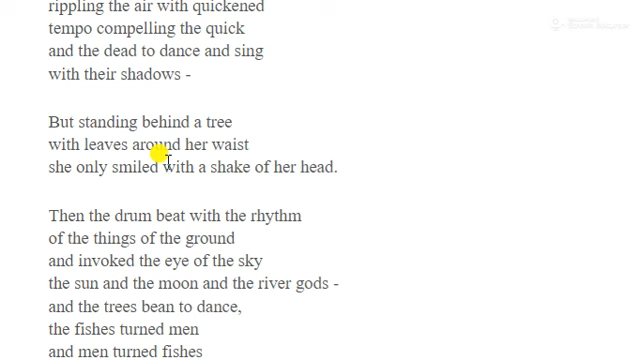 rippling the air with quickened
tempo compelling the quick
and the dead to dance and sing
with their shadows -
But standing behind a tree
with leaves around her waist
she only smiled with a shake of her head.
Then the drum beat with the rhythm
of the things of the ground
and invoked the eye of the sky
the sun and the moon and the river gods -
and the trees bean to dance,
the fishes turned men
and men turned fishes